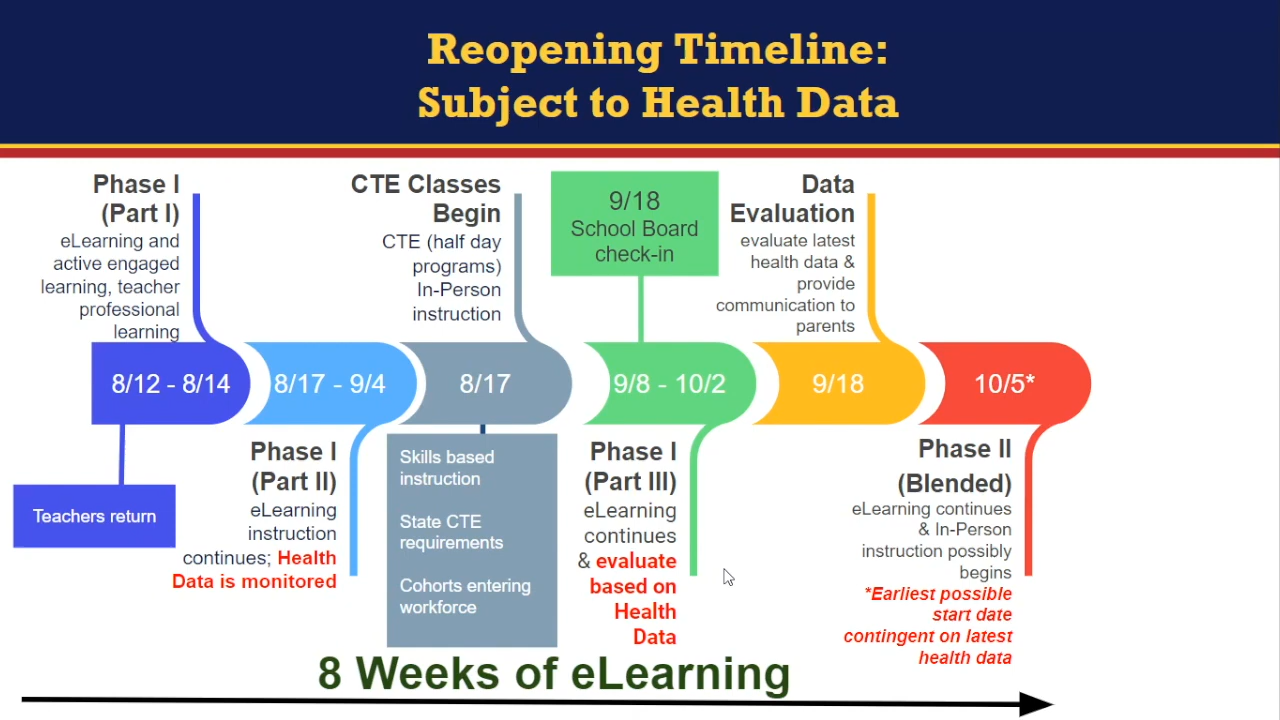 Reopening Timeline:
Subject to Health Data
Phase I
(Part I)
eLearning and
active engaged
learning, teacher
professional
learning
CTE Classes
Begin
CTE (half day
programs)
In-Person
instruction
9/18
School Board
check-in
Data
Evaluation
evaluate latest
health data &
provide
communication to
parents
8/12 - 8/14
8/17 - 9/4
8/17
9/8 - 10/2
9/18
10/5*
Teachers return
Phase I
(Part II)
eLearning
instruction
continues; Health
Data is monitored
Skills based
instruction
State CTE
requirements
Cohorts entering
workforce
Phase I
(Part III)
eLearning
continues
& evaluate
based on
Health
Data
Phase II
(Blended)
eLearning continues
& In-Person
instruction possibly
begins
*Earliest possible
start date
contingent on latest
health data
8 Weeks of eLearning